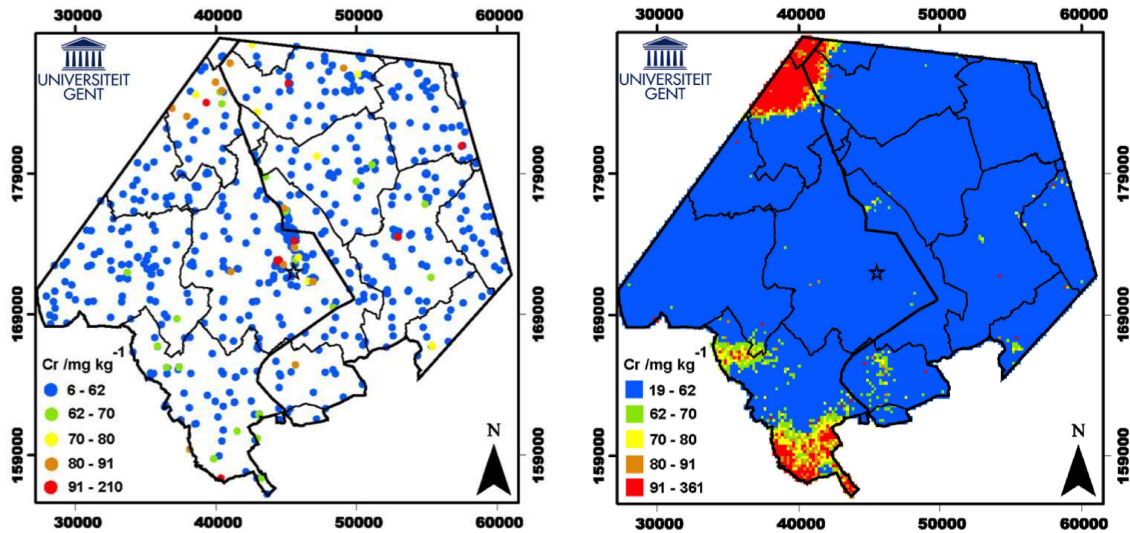 30000 40000 50000 60000
UNIVERSITEIT
GENT
179000
169000
159000
179000
169000
159000
Cr /mg kg-1
6 - 62
62 - 70
70 - 80
80 - 91
91 - 210
N
30000 40000 50000 60000
30000 40000 50000 60000
UNIVERSITEIT
GENT
179000
169000
159000
179000
169000
159000
Cr /mg kg-1
19 - 62
62 - 70
70 - 80
80 - 91
91 - 361
N
30000 40000 50000 60000